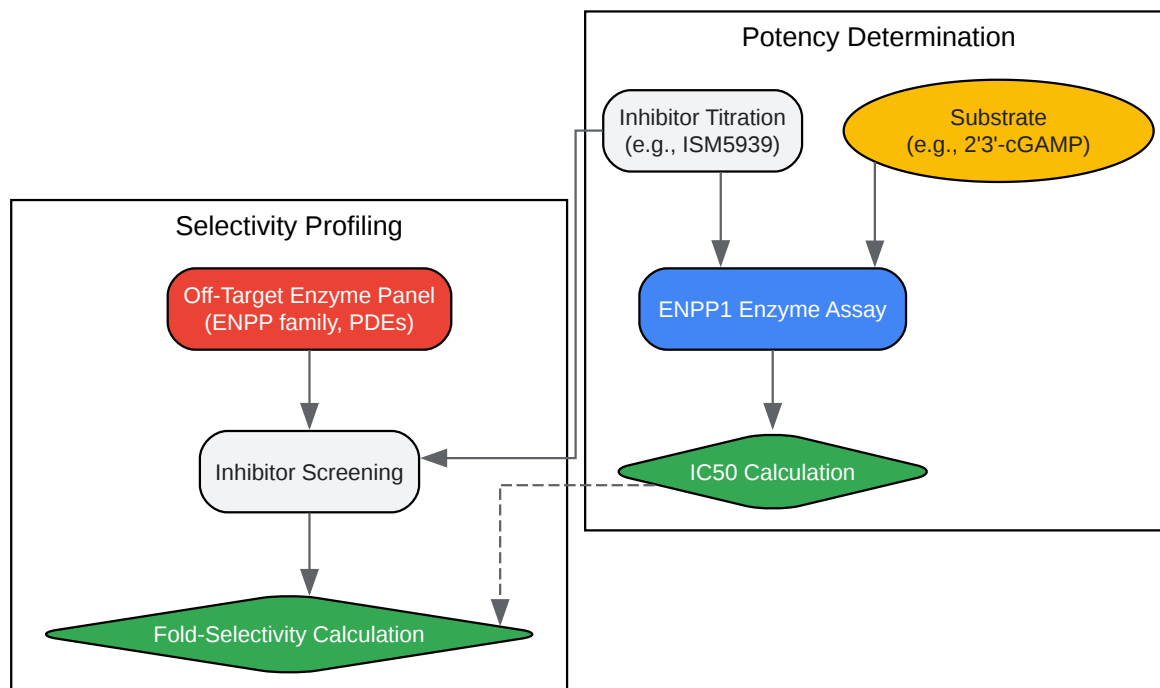 Potency Determination
Inhibitor Titration
(e.g., ISM5939)
Substrate
(e.g., 2'3'-cGAMP)
ENPP1 Enzyme Assay
IC50 Calculation
Selectivity Profiling
Off-Target Enzyme Panel
(ENPP family, PDEs)
Inhibitor Screening
Fold-Selectivity Calculation